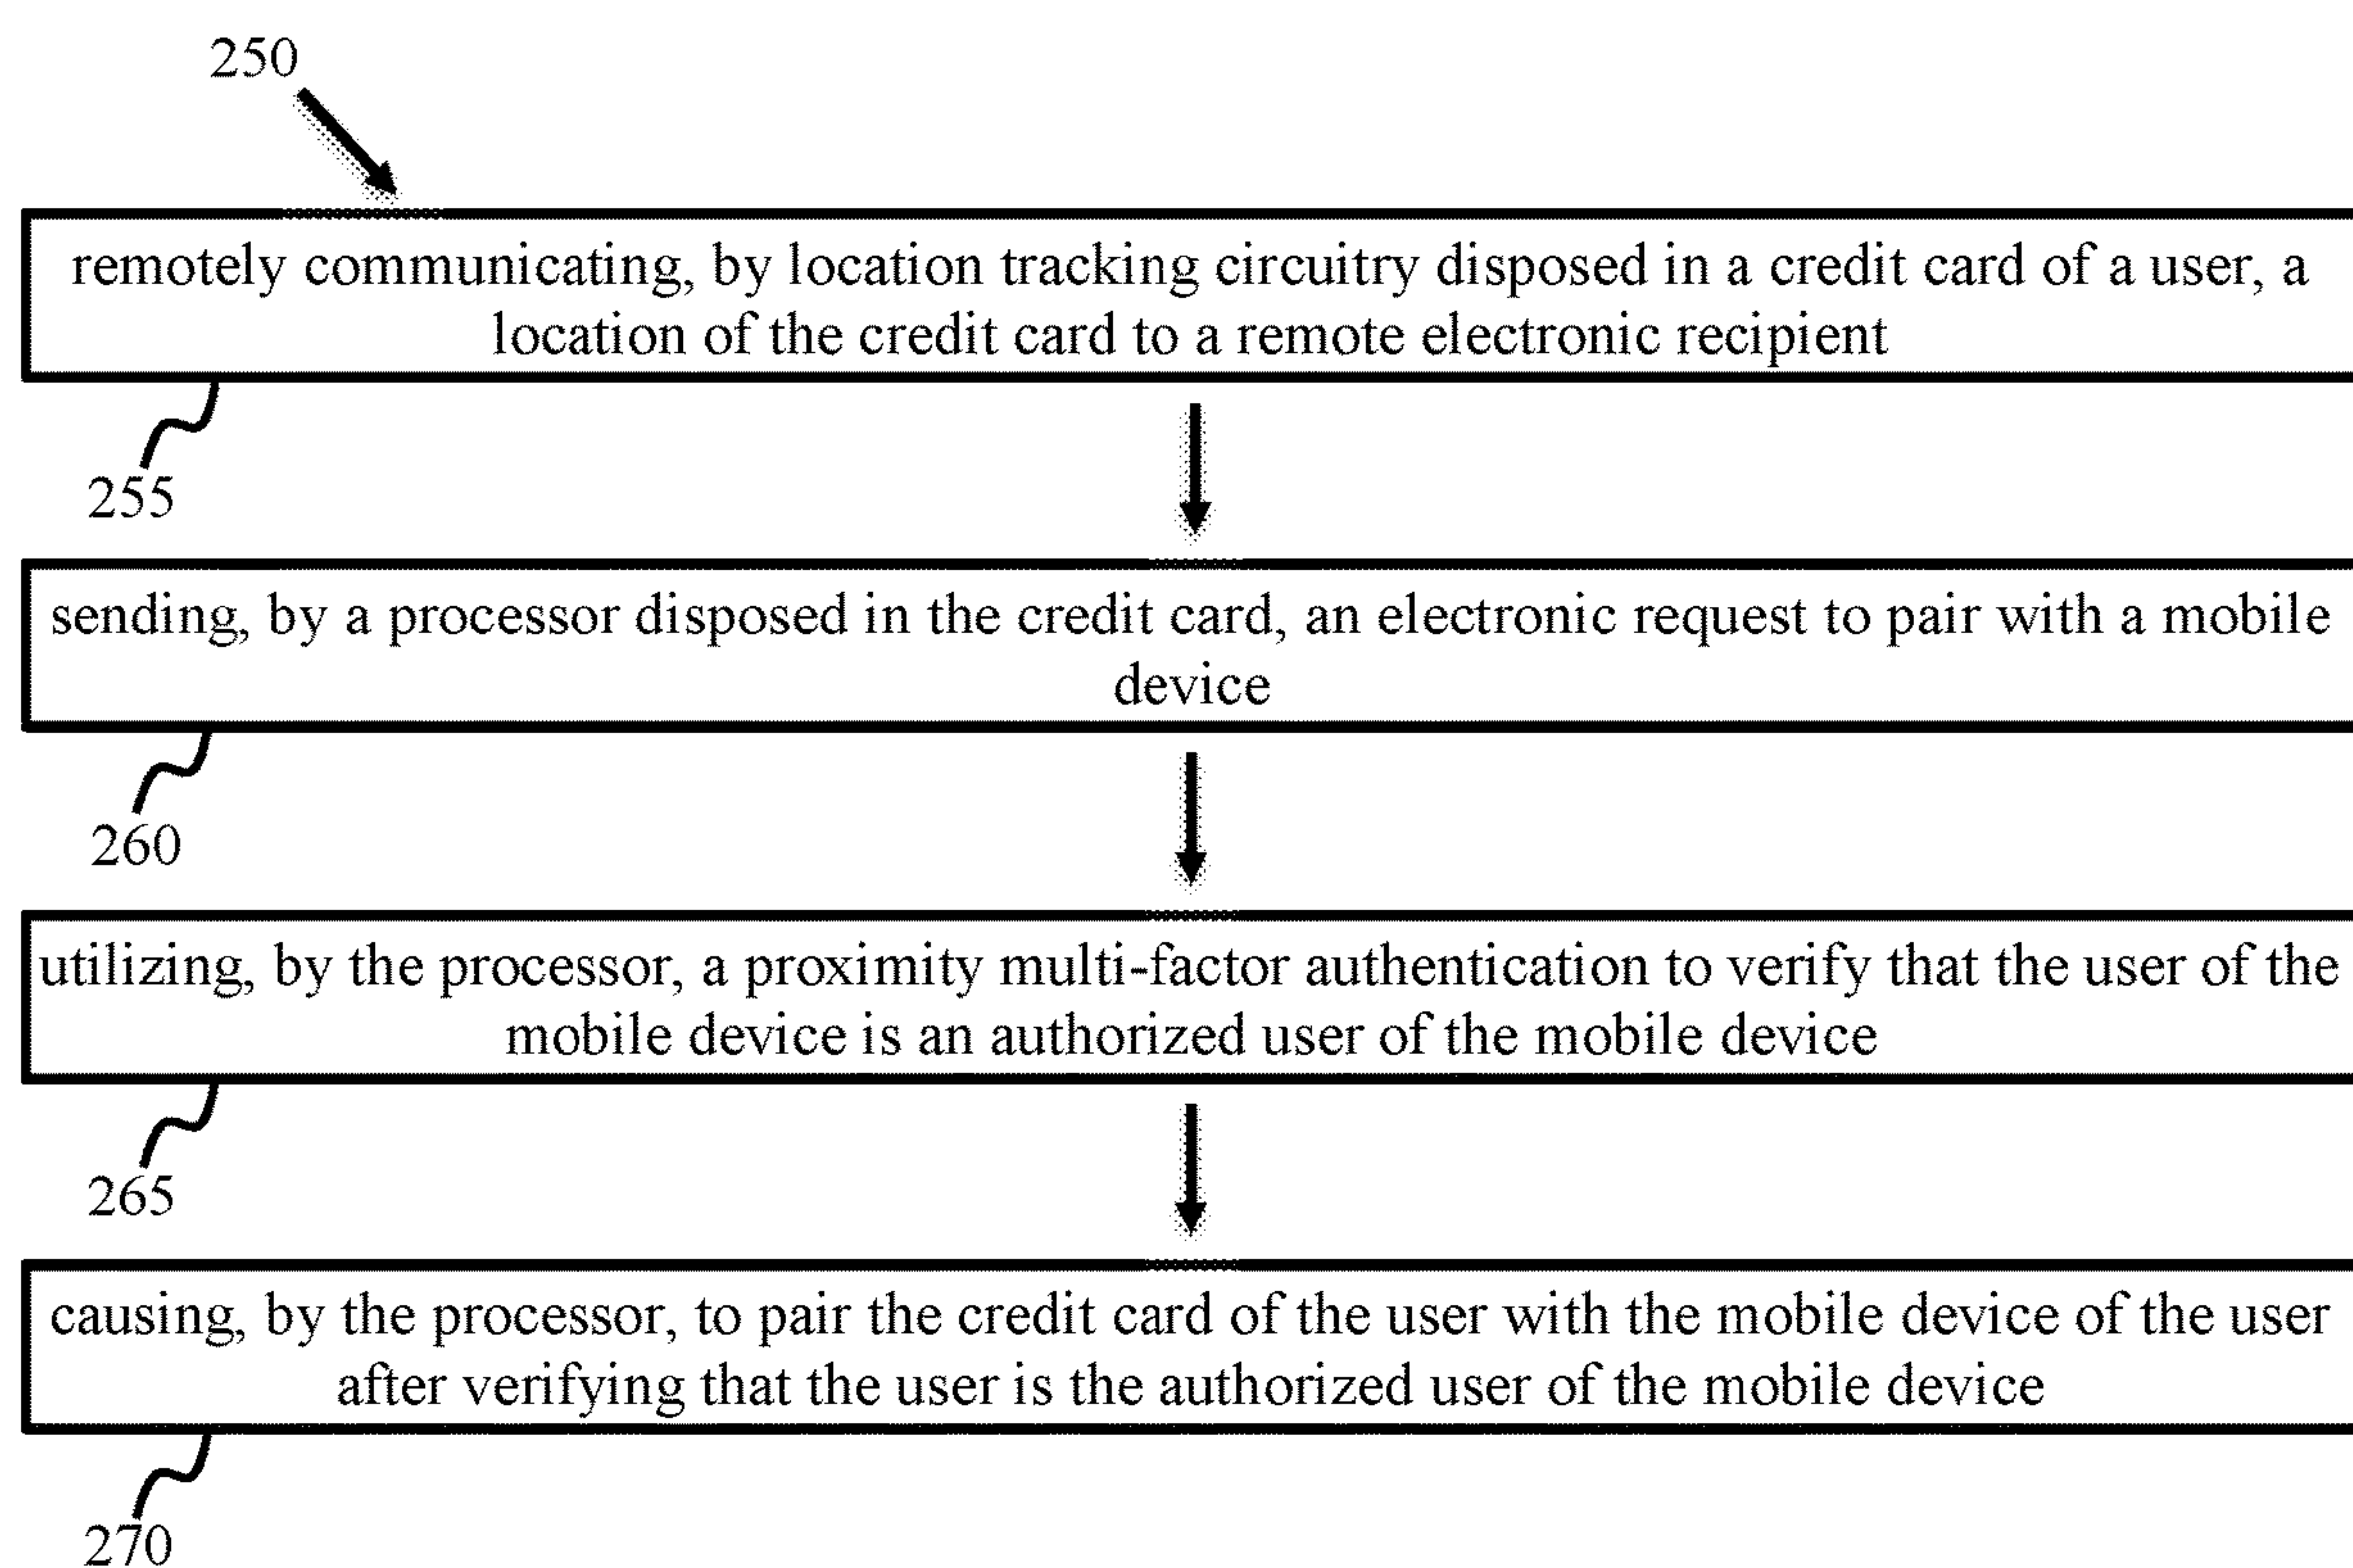 250
remotely communicating, by location tracking circuitry disposed in a credit card of a user, a
location of the credit card to a remote electronic recipient
255
sending, by a processor disposed in the credit card, an electronic request to pair with a mobile
device
260
utilizing, by the processor, a proximity multi-factor authentication to verify that the user of the
mobile device is an authorized user of the mobile device
265
causing, by the processor, to pair the credit card of the user with the mobile device of the user
after verifying that the user is the authorized user of the mobile device
270